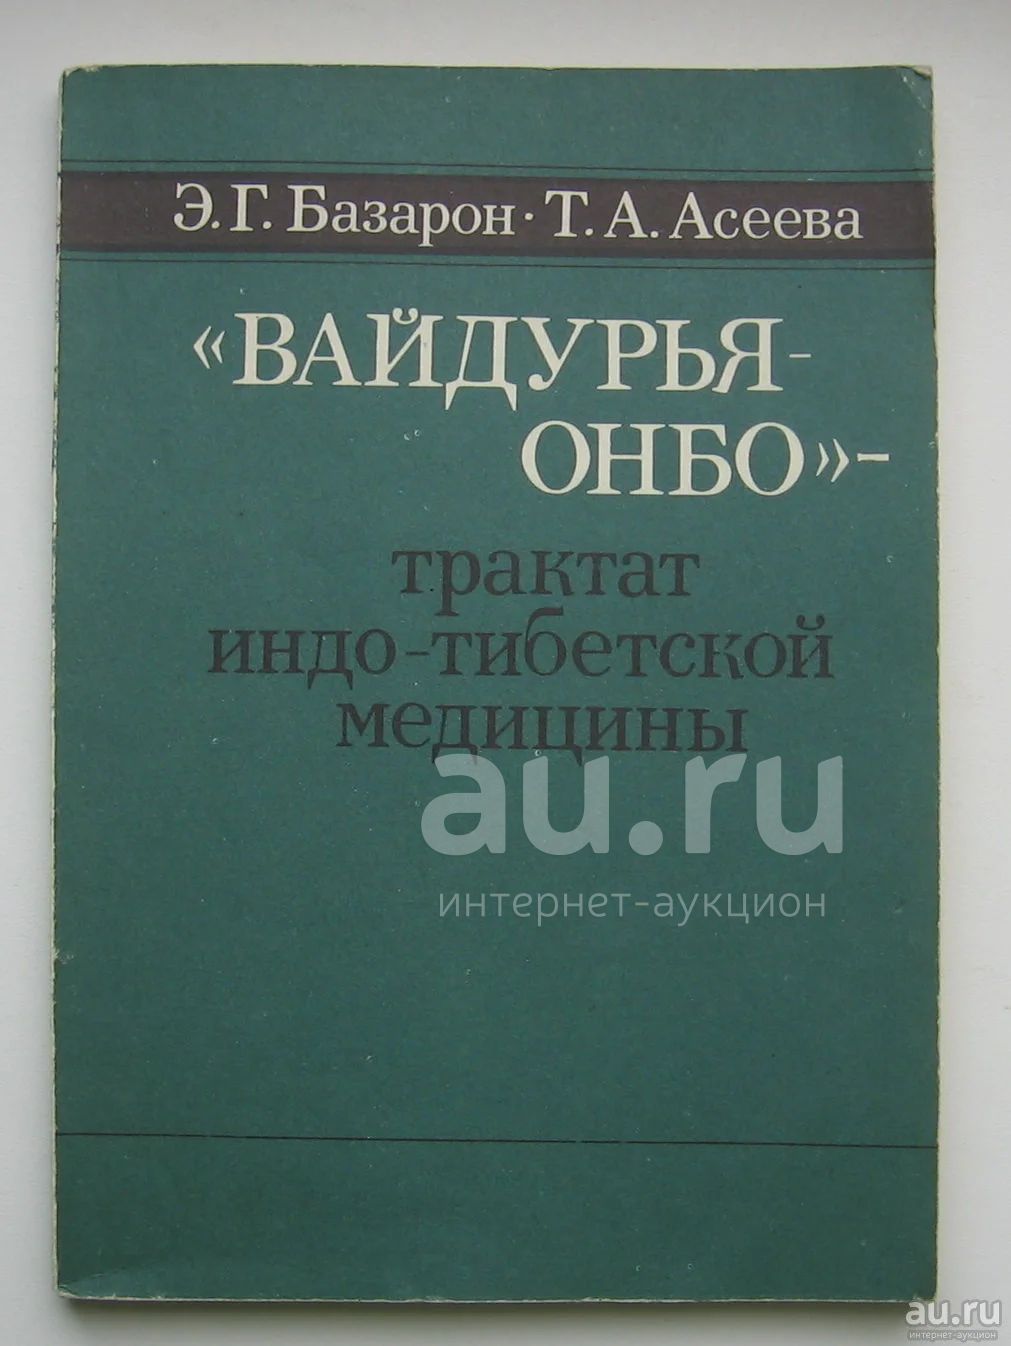 Э. Г. Базарон · Т. А. Асеева
«ВАЙДУРЬЯ-
ОНБО»-
трактат
индо-тибетской
медицины
au.ru
интернет-аукцион
au.ru
интернет-аукцион